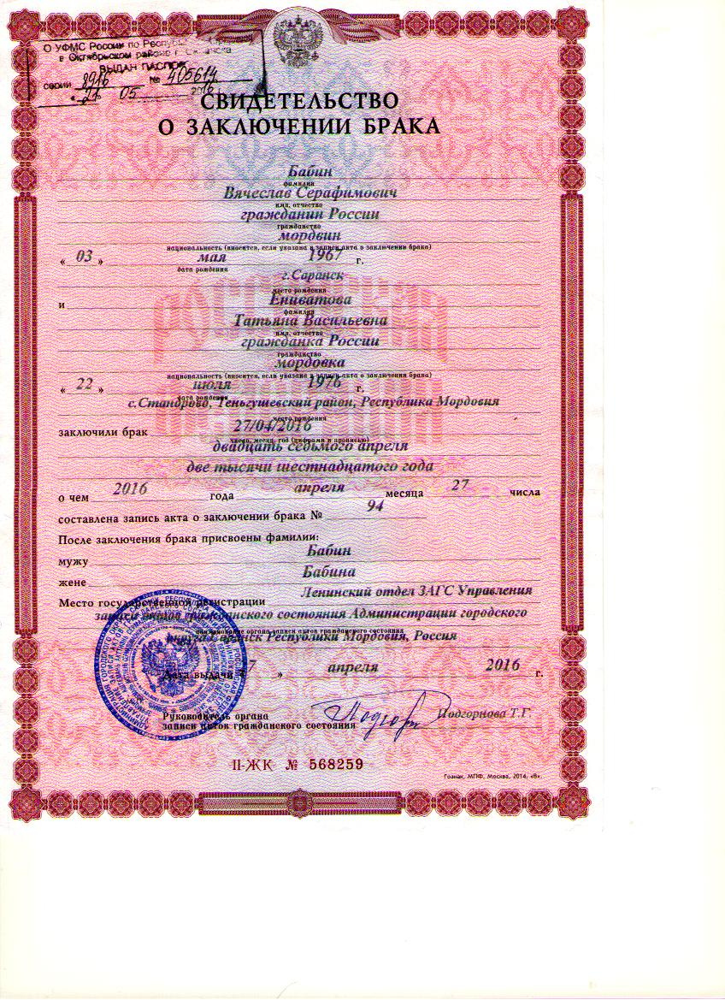 О УФМС России по Респу
в Октябрьском районе г. Саранска
ВЫДАН ПАСПОРТ
серии 8916 № 405614
« 27 » 05 2016
СВИДЕТЕЛЬСТВО
О ЗАКЛЮЧЕНИИ БРАКА
Бабин
фамилия
Вячеслав Серафимович
имя, отчество
гражданин России
гражданство
мордвин
национальность (вносится, если указана в записи акта о заключении брака)
« 03 » мая 1967 г.
дата рождения
г.Саранск
место рождения
и Ениватова
фамилия
Татьяна Васильевна
имя, отчество
гражданка России
гражданство
мордовка
национальность (вносится, если указана в записи акта о заключении брака)
« 22 » июля 1976 г.
дата рождения
с.Стандрово, Теньгушевский район, Республика Мордовия
место рождения
заключили брак 27/04/2016
число, месяц, год (цифрами и прописью)
двадцать седьмого апреля
две тысячи шестнадцатого года
о чем 2016 года апреля месяца 27 числа
составлена запись акта о заключении брака № 94
После заключения брака присвоены фамилии:
мужу Бабин
жене Бабина
Место государственной регистрации Ленинский отдел ЗАГС Управления
записи актов гражданского состояния Администрации городского
наименование органа записи актов гражданского состояния
округа Саранск Республики Мордовия, Россия
Дата выдачи « 7 » апреля 2016 г.
Руководитель органа
записи актов гражданского состояния Подгорнова Т.Г.
II-ЖК № 568259
Гознак, МПФ, Москва, 2014, «В».
РОССИЙСКАЯ
ФЕДЕРАЦИЯ